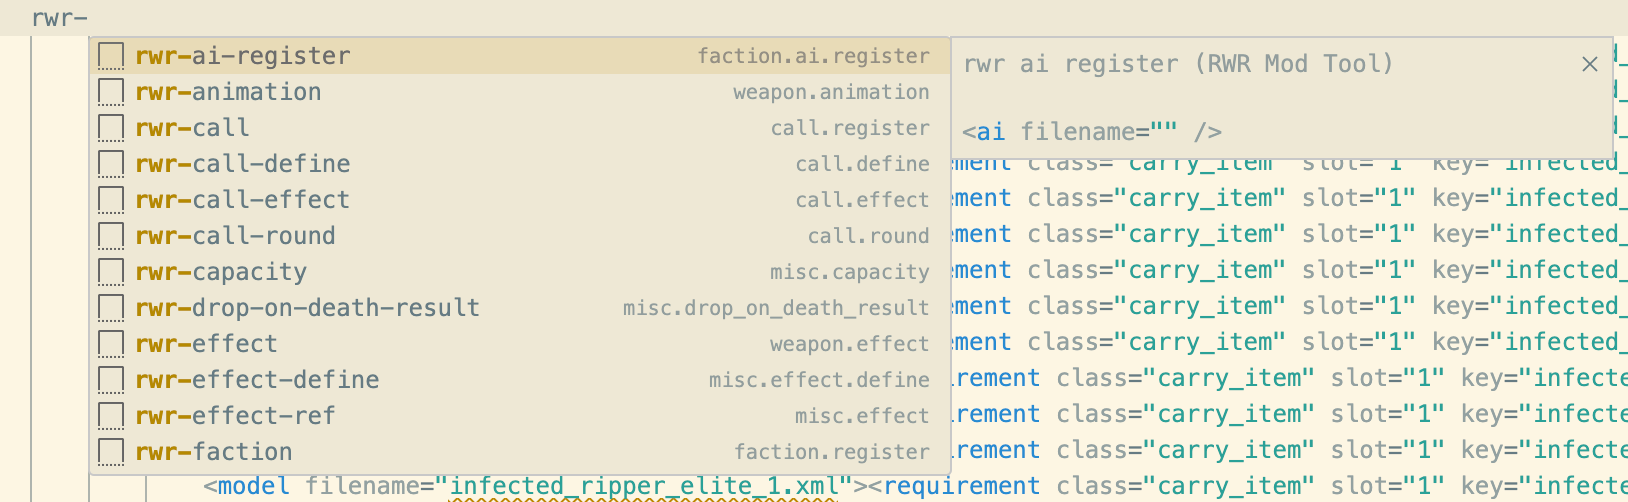 rwr-
rwr-ai-register faction.ai.register
rwr ai register (RWR Mod Tool)
rwr-animation weapon.animation
rwr-call call.register
<ai filename="" />
rwr-call-define call.define
ement class="carry_item" slot="1" key="infected_
rwr-call-effect call.effect
ement class="carry_item" slot="1" key="infected_
rwr-call-round call.round
ement class="carry_item" slot="1" key="infected_
rwr-capacity misc.capacity
ement class="carry_item" slot="1" key="infected_
rwr-drop-on-death-result misc.drop_on_death_result
ement class="carry_item" slot="1" key="infected_
rwr-effect weapon.effect
ement class="carry_item" slot="1" key="infected_
rwr-effect-define misc.effect.define
irement class="carry_item" slot="1" key="infecte
rwr-effect-ref misc.effect
irement class="carry_item" slot="1" key="infecte
rwr-faction faction.register
irement class="carry_item" slot="1" key="infecte
<model filename="infected_ripper_elite_1.xml"><requirement class="carry_item" slot="1" key="infecte